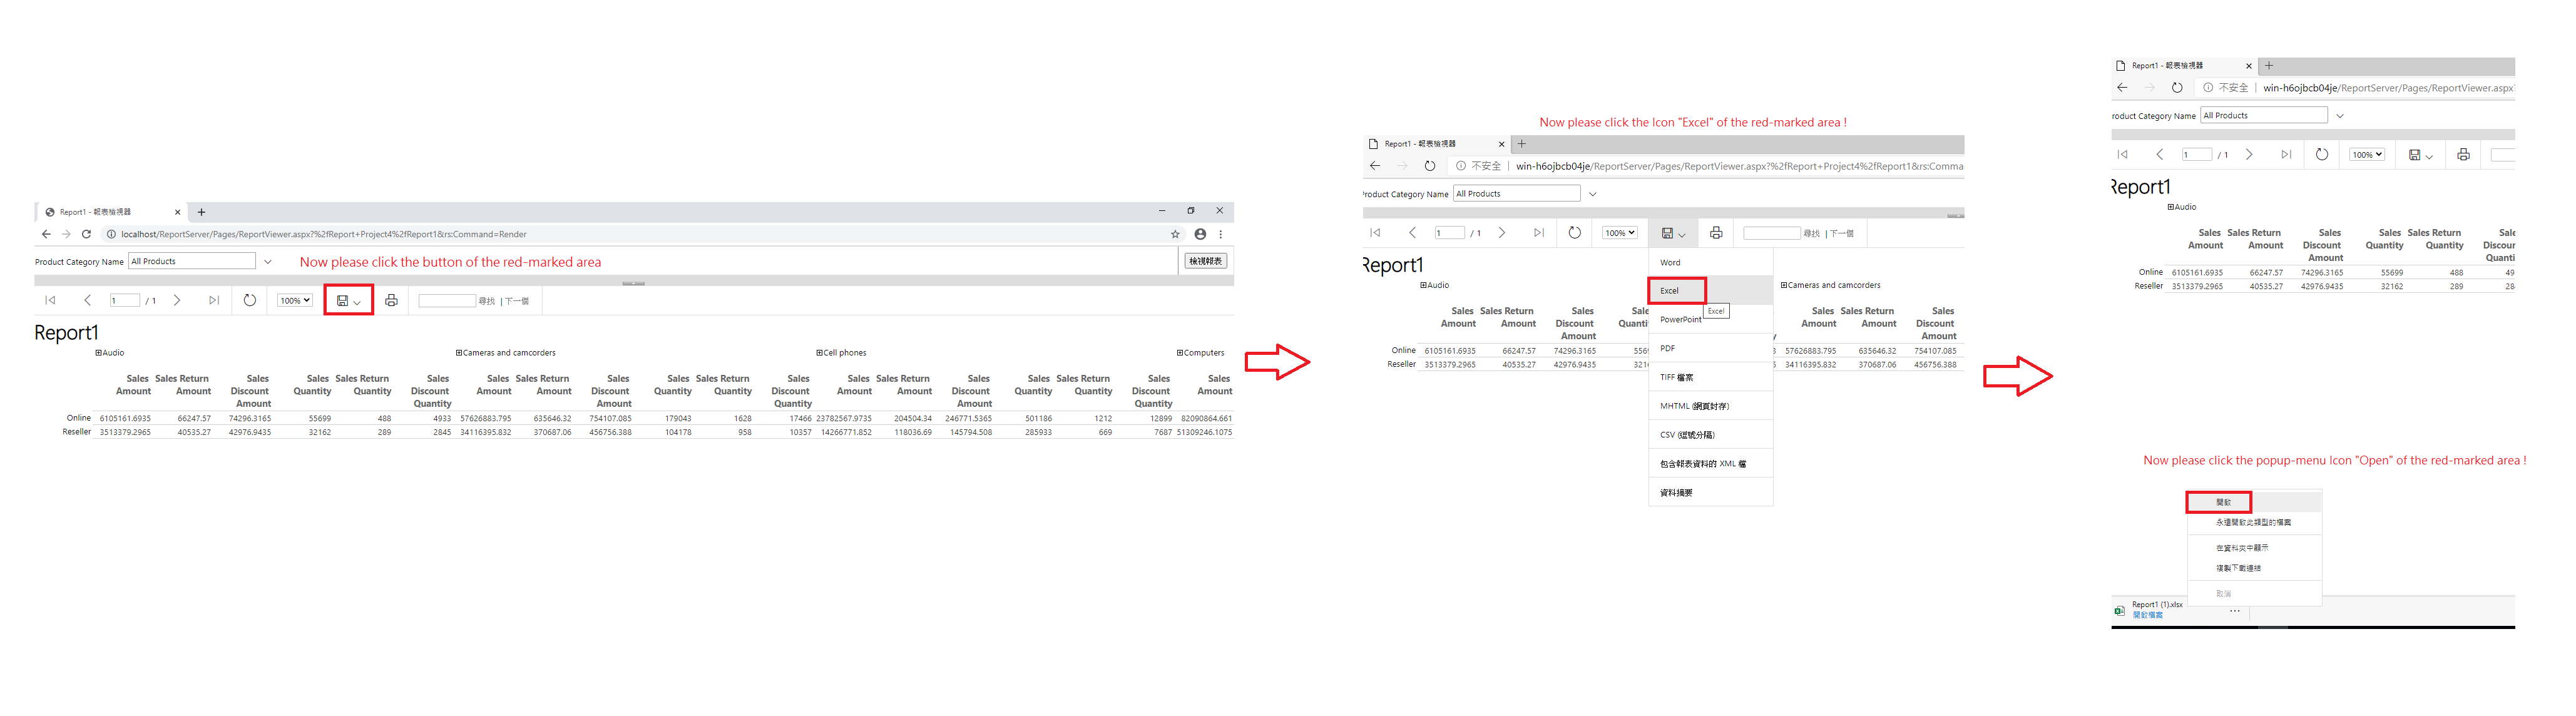 Report1 - 報表檢視器
localhost/ReportServer/Pages/ReportViewer.aspx?%2fReport+Project4%2fReport1&rs:Command=Render
Product Category Name All Products Now please click the button of the red-marked area 檢視報表
1 / 1 100% 尋找 | 下一個
Report1
Audio Cameras and camcorders Cell phones Computers
Sales Sales Return Sales Sales Sales Return Sales Sales Sales Return Sales Sales Sales Return Sales Sales Sales Return Sales Sales Sales Return Sales Sales
Amount Amount Discount Quantity Quantity Discount Amount Amount Discount Quantity Quantity Discount Amount Amount Discount Quantity Quantity Discount Amount
Amount Quantity Amount Quantity Amount Quantity
Online 6105161.6935 66247.57 74296.3165 55699 488 4933 57626883.795 635646.32 754107.085 179043 1628 17466 23782567.9735 204504.34 246771.5365 501186 1212 12899 82090864.661
Reseller 3513379.2965 40535.27 42976.9435 32162 289 2845 34116395.832 370687.06 456756.388 104178 958 10357 14266771.852 118036.69 145794.508 285933 669 7687 51309246.1075
Now please click the Icon "Excel" of the red-marked area !
Report1 - 報表檢視器
不安全 | win-h6ojbcb04je/ReportServer/Pages/ReportViewer.aspx?%2fReport+Project4%2fReport1&rs:Comma
Product Category Name All Products
1 / 1 100% 尋找 | 下一個
Report1
Audio Cameras and camcorders
Sales Sales Return Sales Sale Sales Sales Return Sales
Amount Amount Discount Quanti Amount Amount Discount
Amount Amount
Online 6105161.6935 66247.57 74296.3165 5569 57626883.795 635646.32 754107.085
Reseller 3513379.2965 40535.27 42976.9435 3216 34116395.832 370687.06 456756.388
Word
Excel
Excel
PowerPoint
PDF
TIFF 檔案
MHTML (網頁封存)
CSV (逗號分隔)
包含報表資料的 XML 檔
資料摘要
Report1 - 報表檢視器
不安全 | win-h6ojbcb04je/ReportServer/Pages/ReportViewer.aspx?
roduct Category Name All Products
1 / 1 100%
Report1
Audio
Sales Sales Return Sales Sales Sales Return Sale
Amount Amount Discount Quantity Quantity Discour
Amount Quanti
Online 6105161.6935 66247.57 74296.3165 55699 488 49
Reseller 3513379.2965 40535.27 42976.9435 32162 289 28
Now please click the popup-menu Icon "Open" of the red-marked area !
開啟
永遠開啟此類型的檔案
在資料夾中顯示
複製下載連結
取消
Report1 (1).xlsx
開啟檔案